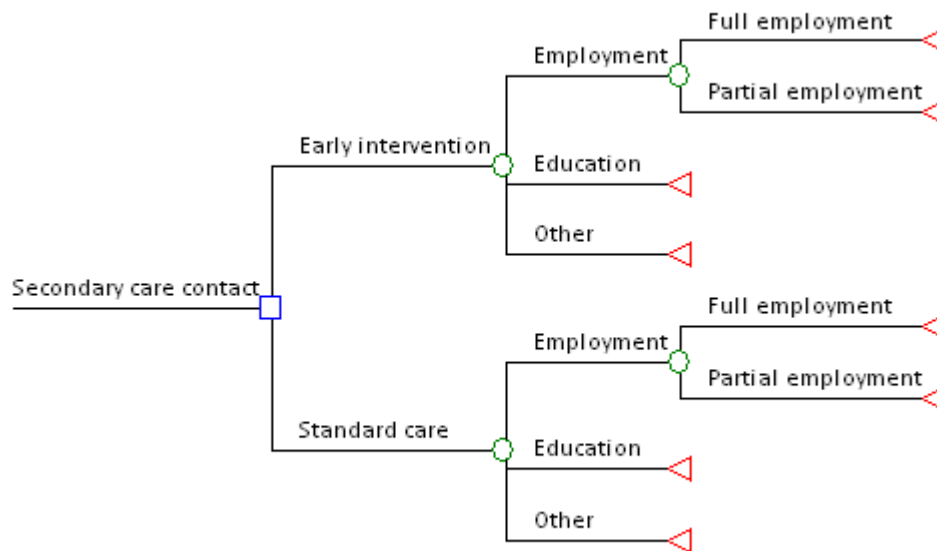 Full employment
Employment
Partial employment
Early intervention
Education
Other
Secondary care contact
Full employment
Employment
Partial employment
Standard care
Education
Other